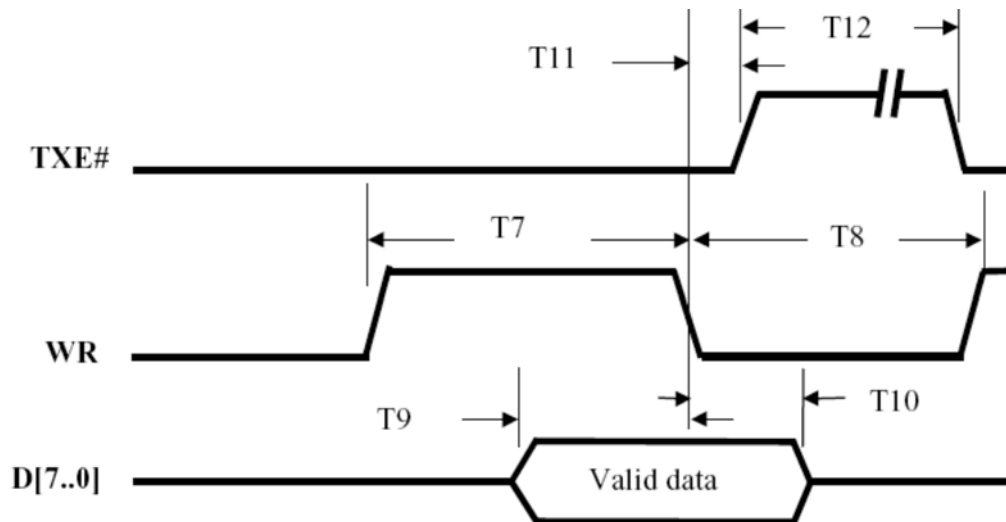 T12
T11
TXE#
T7
T8
WR
T9
T10
D[7..0]
Valid data